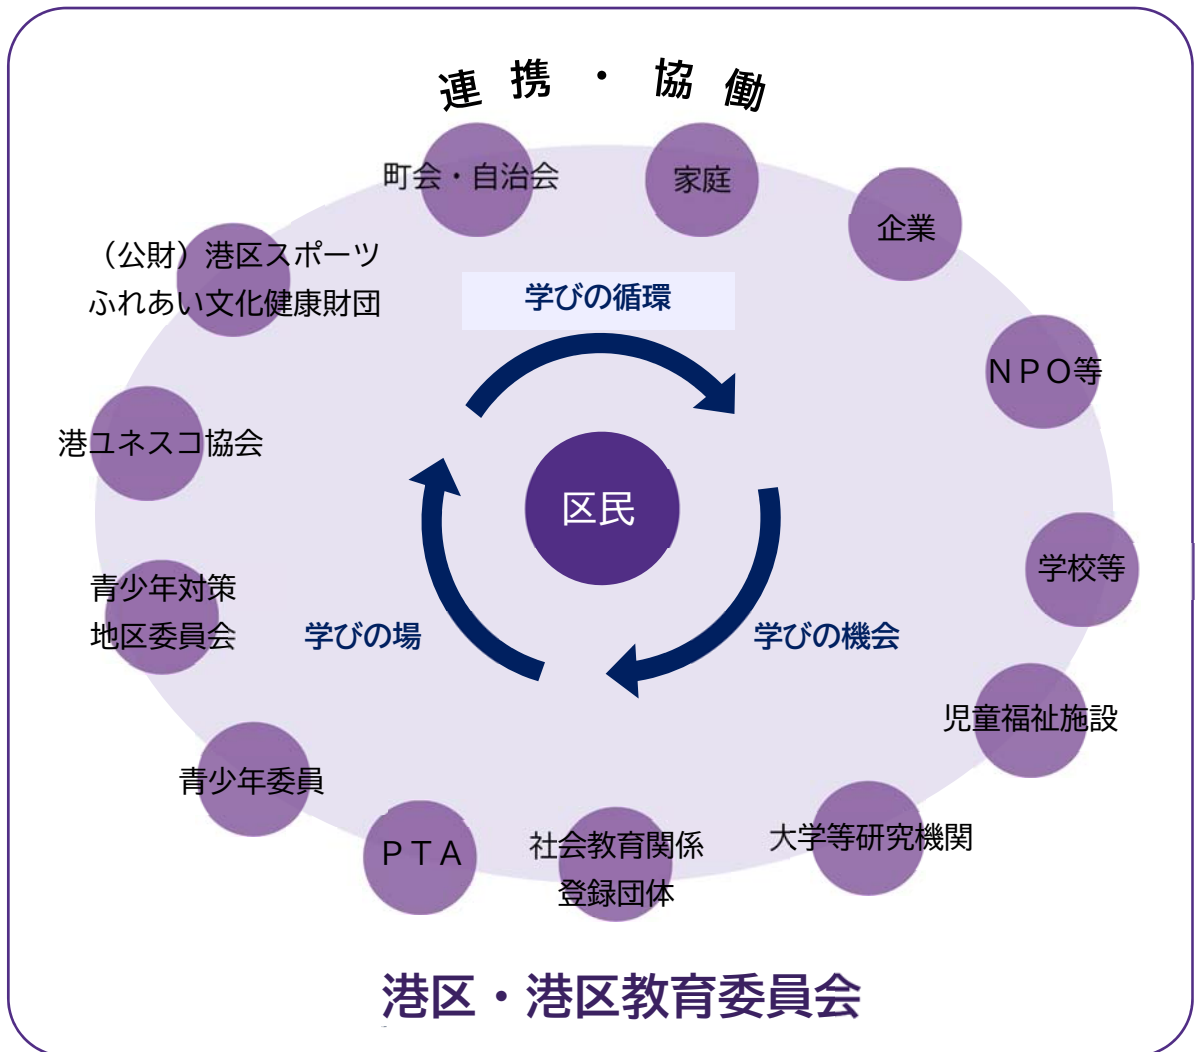 連携・協働
町会・自治会
家庭
企業
（公財）港区スポーツ
ふれあい文化健康財団
学びの循環
ＮＰＯ等
港ユネスコ協会
区民
学校等
青少年対策
地区委員会
学びの場
学びの機会
児童福祉施設
青少年委員
ＰＴＡ
社会教育関係
登録団体
大学等研究機関
港区・港区教育委員会